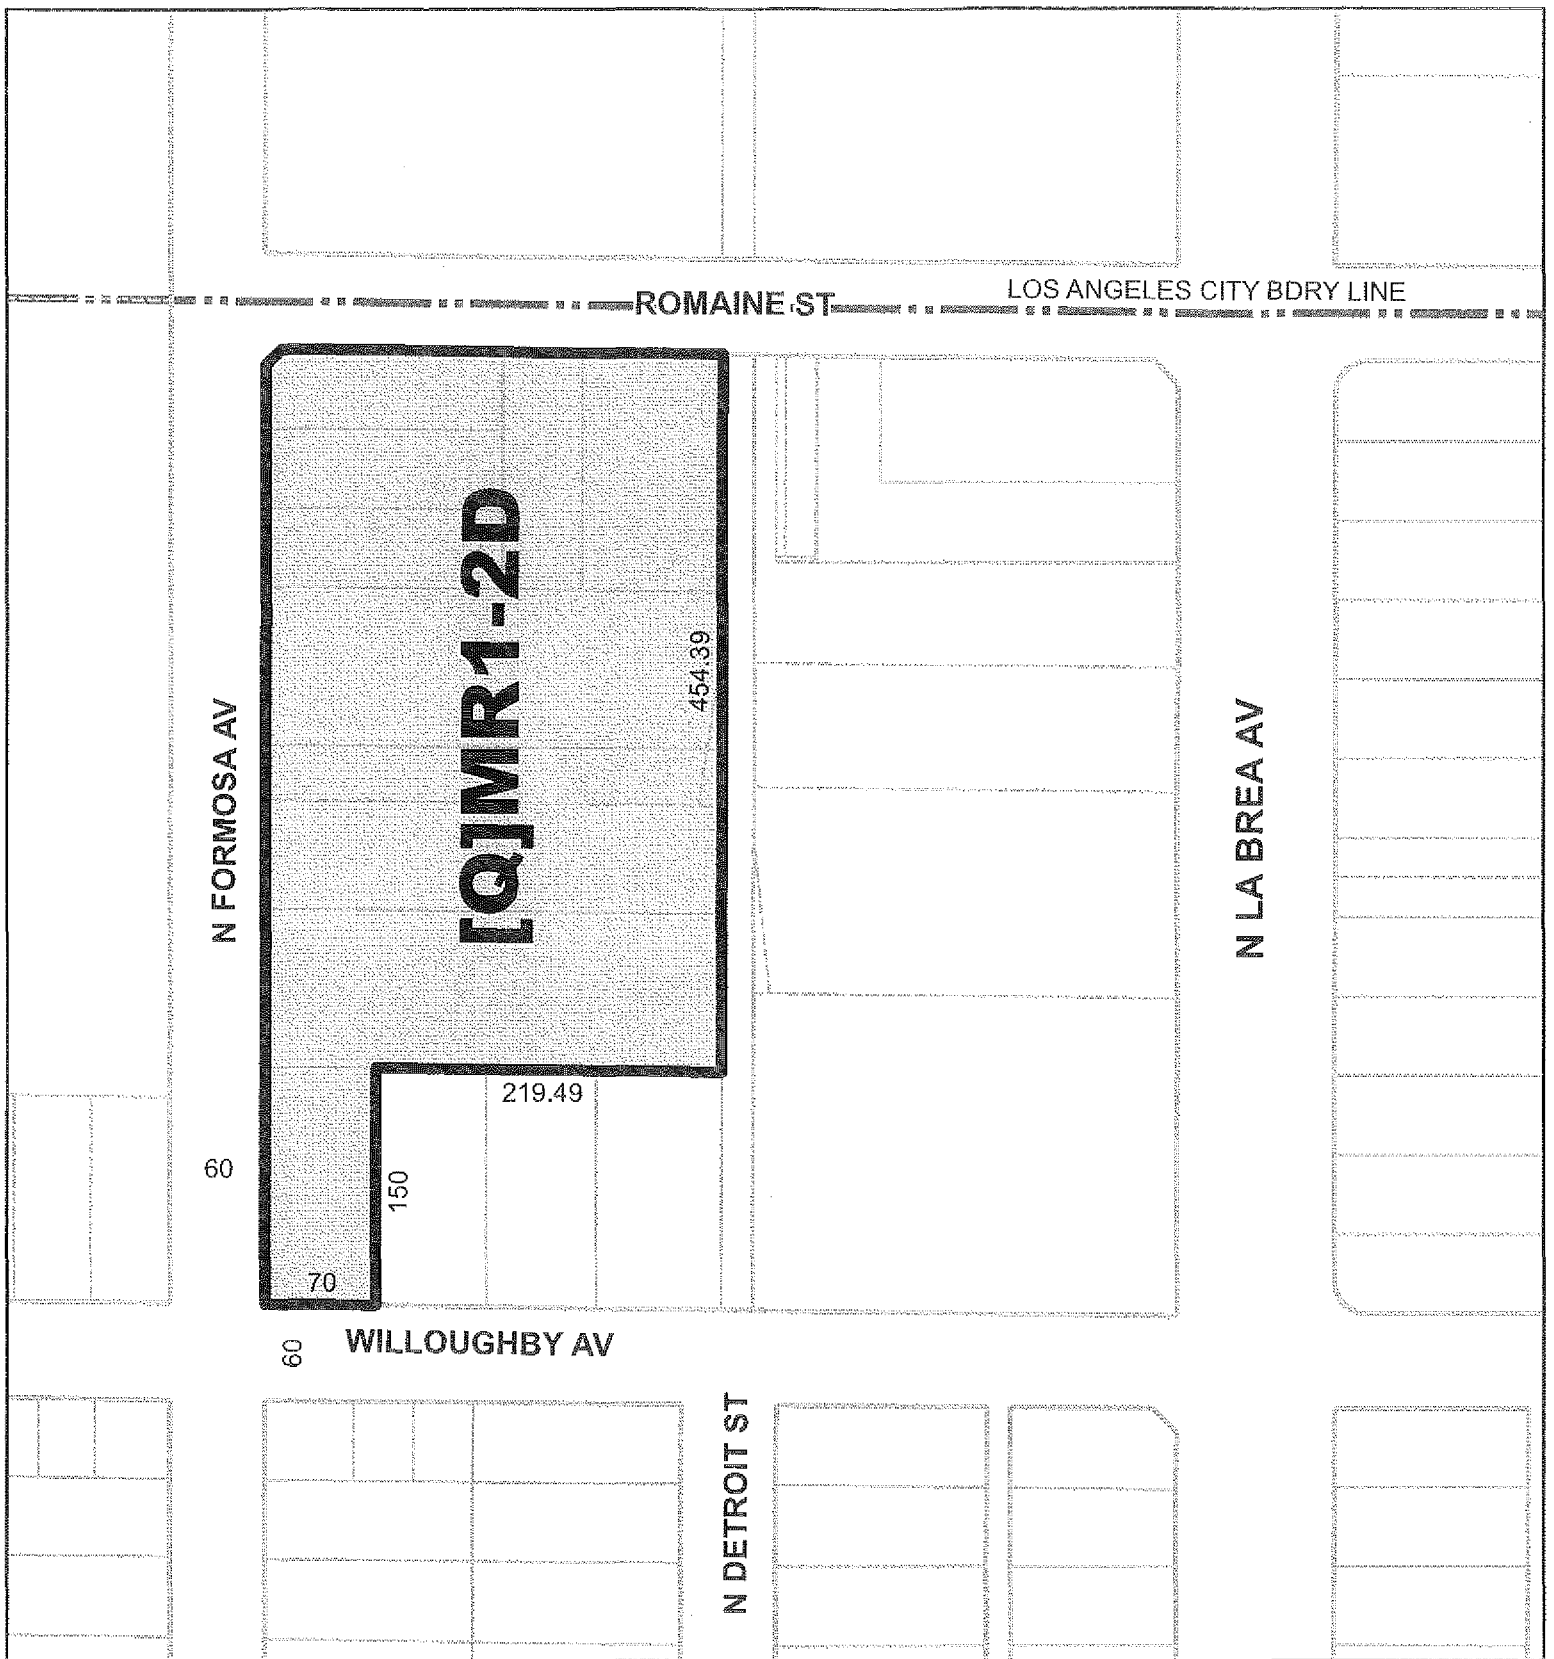 LOS ANGELES CITY BDRY LINE
ROMAINE ST
[Q]MR1-2D
454.39
N FORMOSA AV
N LA BREA AV
219.49
60
150
70
60
WILLOUGHBY AV
N DETROIT ST